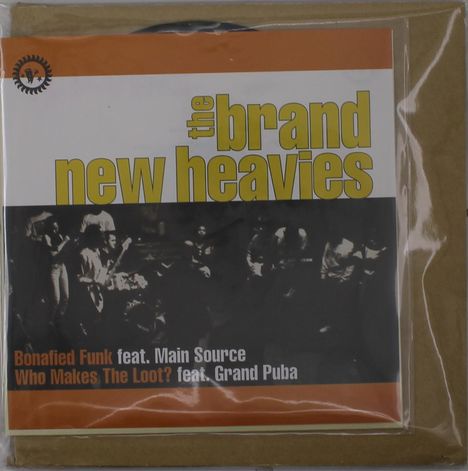 the brand
new heavies
Bonafied Funk feat. Main Source
Who Makes The Loot? feat. Grand Puba